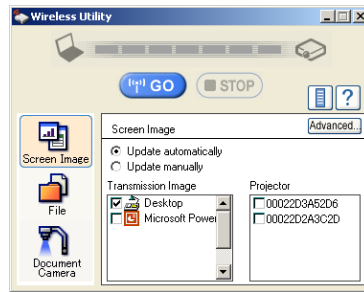 Wireless Utility
GO
STOP
?
Screen Image
Advanced...
Update automatically
Update manually
Transmission Image
Projector
Desktop
Microsoft Power
00022D3A52D6
00022D2A3C2D
Screen Image
File
Document
Camera